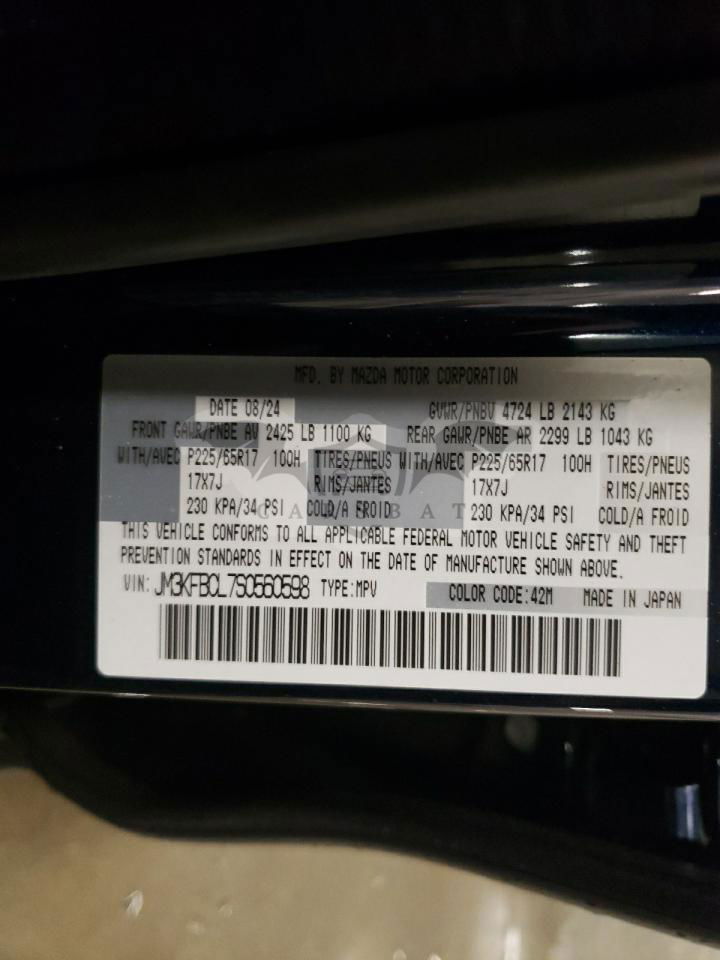 MFD. BY MAZDA MOTOR CORPORATION
DATE 08/24 GVWR/PNBV 4724 LB 2143 KG
FRONT GAWR/PNBE AV 2425 LB 1100 KG REAR GAWR/PNBE AR 2299 LB 1043 KG
WITH/AVEC P225/65R17 100H TIRES/PNEUS WITH/AVEC P225/65R17 100H TIRES/PNEUS
17X7J RIMS/JANTES 17X7J RIMS/JANTES
230 KPA/34 PSI COLD/A FROID 230 KPA/34 PSI COLD/A FROID
THIS VEHICLE CONFORMS TO ALL APPLICABLE FEDERAL MOTOR VEHICLE SAFETY AND THEFT
PREVENTION STANDARDS IN EFFECT ON THE DATE OF MANUFACTURE SHOWN ABOVE.
VIN: JM3KFBCL7S0560598 TYPE:MPV COLOR CODE:42M MADE IN JAPAN